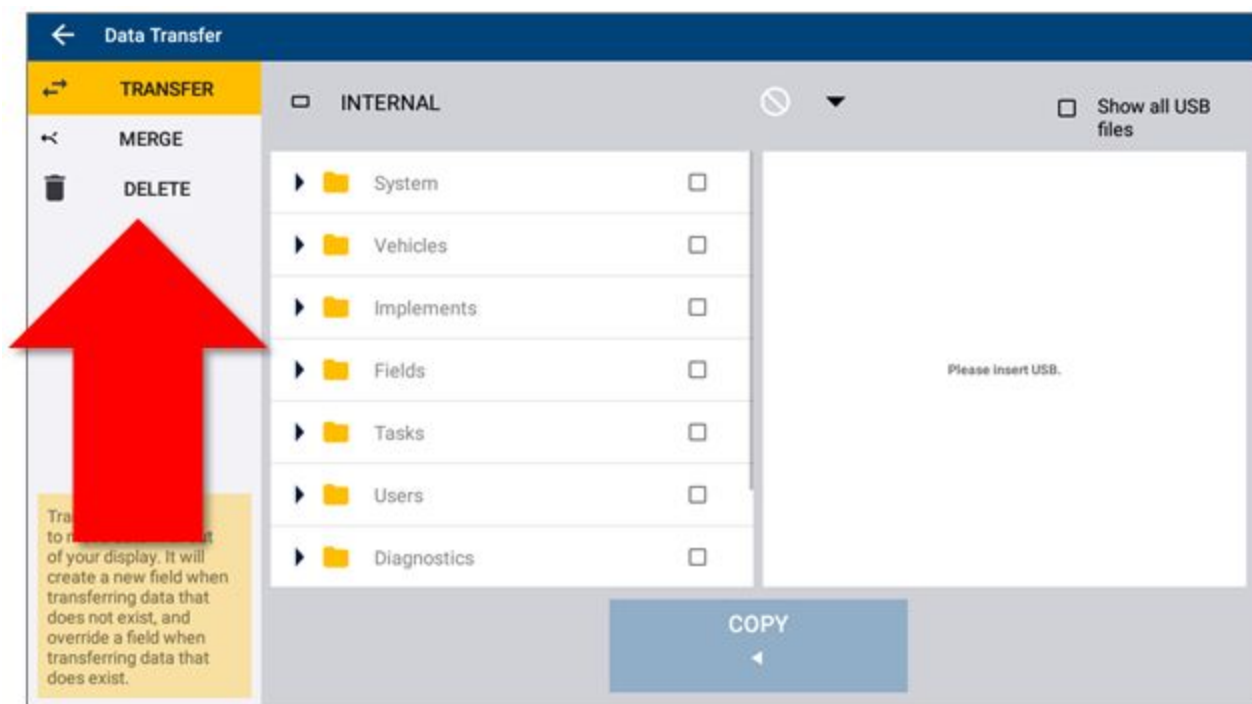 Data Transfer
TRANSFER
MERGE
DELETE
INTERNAL
Show all USB
files
System
Vehicles
Implements
Fields
Tasks
Users
Diagnostics
Please insert USB.
to
of your display. It will
create a new field when
transferring data that
does not exist, and
override a field when
transferring data that
does exist.
COPY